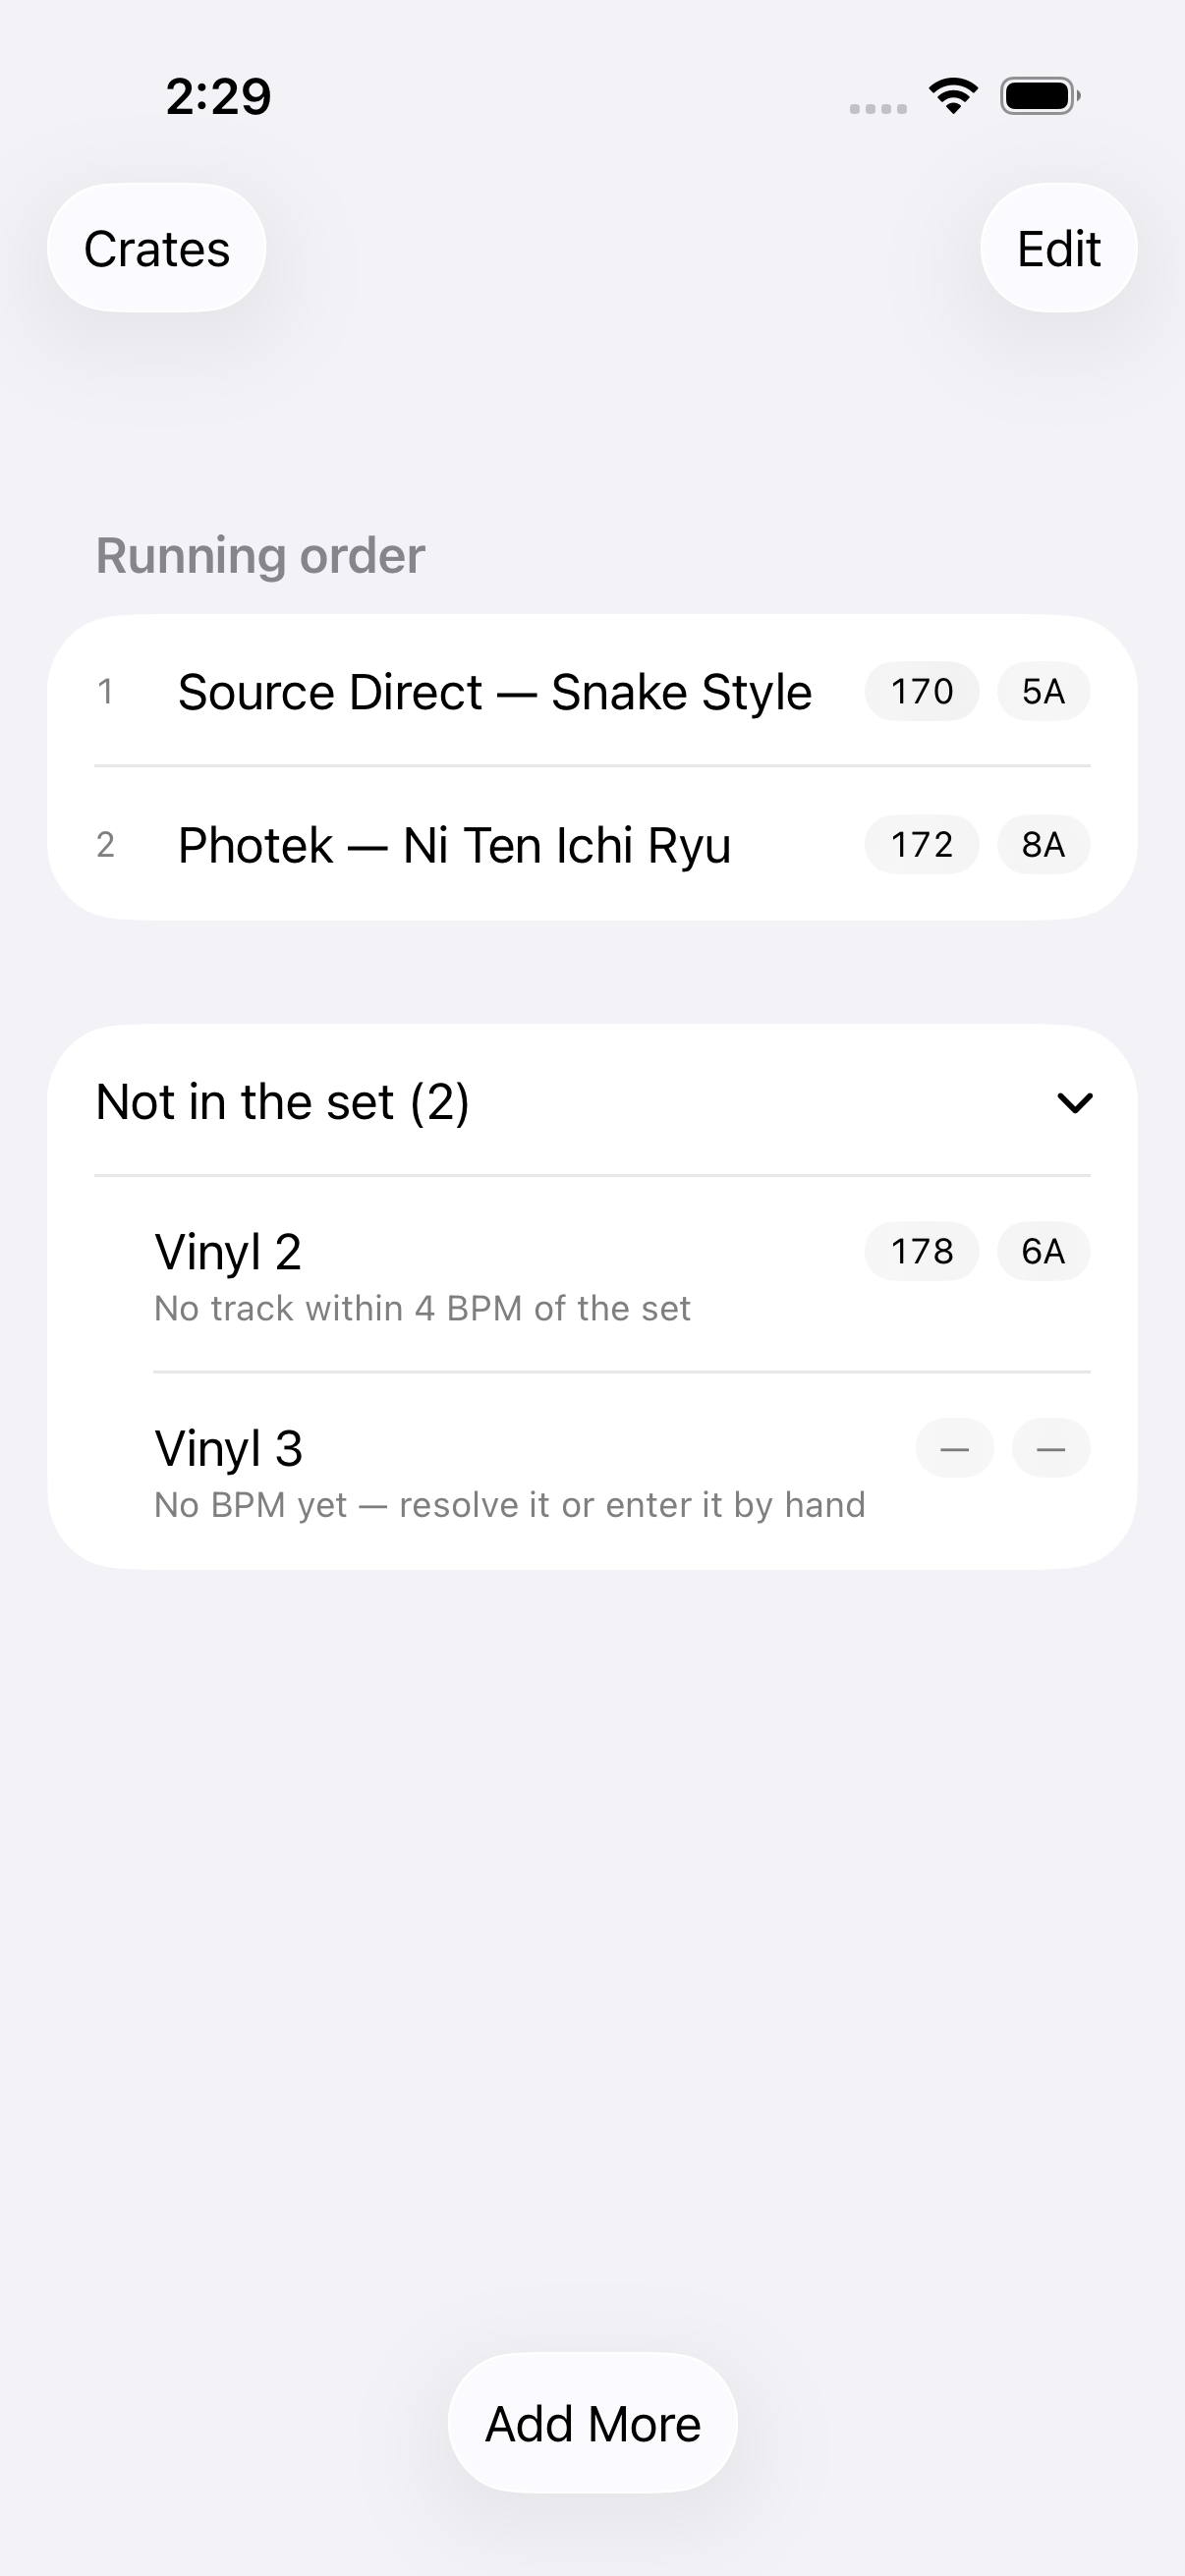 2:29
Crates
Edit
Running order
1 Source Direct — Snake Style 170 5A
2 Photek — Ni Ten Ichi Ryu 172 8A
Not in the set (2)
Vinyl 2 178 6A
No track within 4 BPM of the set
Vinyl 3 — —
No BPM yet — resolve it or enter it by hand
Add More